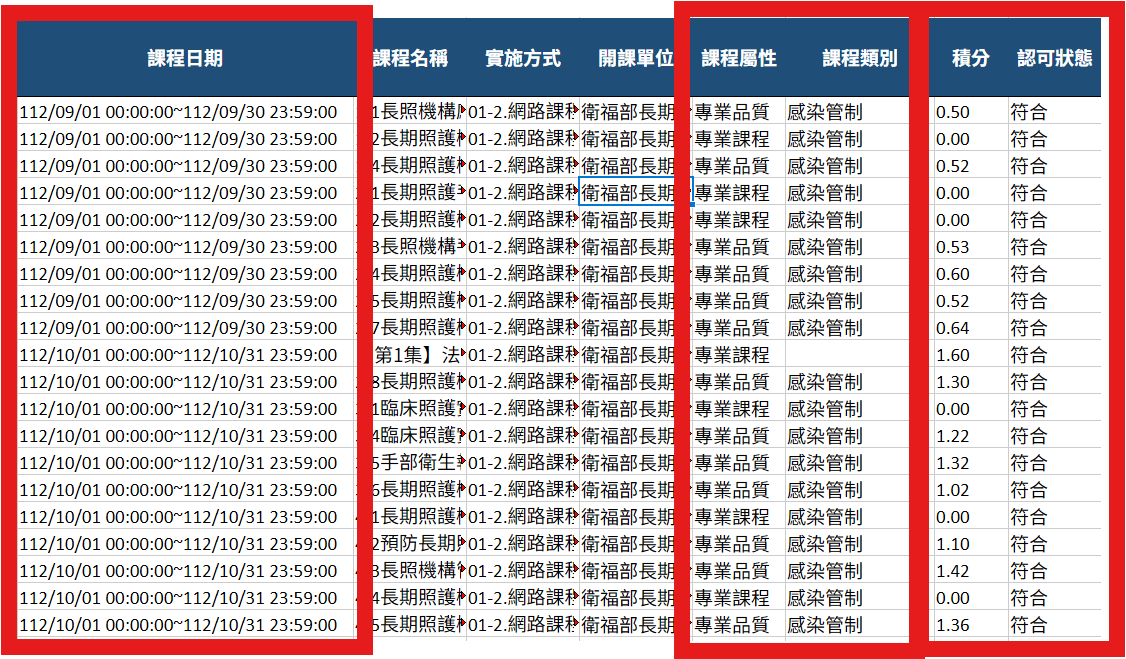 課程日期 課程名稱 實施方式 開課單位 課程屬性 課程類別 積分 認可狀態
112/09/01 00:00:00~112/09/30 23:59:00 1長照機構 01-2.網路課程 衛福部長期 專業品質 感染管制 0.50 符合
112/09/01 00:00:00~112/09/30 23:59:00 2長期照護 01-2.網路課程 衛福部長期 專業課程 感染管制 0.00 符合
112/09/01 00:00:00~112/09/30 23:59:00 4長期照護 01-2.網路課程 衛福部長期 專業品質 感染管制 0.52 符合
112/09/01 00:00:00~112/09/30 23:59:00 1長期照護 01-2.網路課程 衛福部長期 專業課程 感染管制 0.00 符合
112/09/01 00:00:00~112/09/30 23:59:00 2長期照護 01-2.網路課程 衛福部長期 專業課程 感染管制 0.00 符合
112/09/01 00:00:00~112/09/30 23:59:00 3長照機構 01-2.網路課程 衛福部長期 專業品質 感染管制 0.53 符合
112/09/01 00:00:00~112/09/30 23:59:00 4長期照護 01-2.網路課程 衛福部長期 專業品質 感染管制 0.60 符合
112/09/01 00:00:00~112/09/30 23:59:00 5長期照護 01-2.網路課程 衛福部長期 專業品質 感染管制 0.52 符合
112/09/01 00:00:00~112/09/30 23:59:00 7長期照護 01-2.網路課程 衛福部長期 專業品質 感染管制 0.64 符合
112/10/01 00:00:00~112/10/31 23:59:00 第1集】法 01-2.網路課程 衛福部長期 專業課程 1.60 符合
112/10/01 00:00:00~112/10/31 23:59:00 8長期照護 01-2.網路課程 衛福部長期 專業品質 感染管制 1.30 符合
112/10/01 00:00:00~112/10/31 23:59:00 1臨床照護 01-2.網路課程 衛福部長期 專業課程 感染管制 0.00 符合
112/10/01 00:00:00~112/10/31 23:59:00 4臨床照護 01-2.網路課程 衛福部長期 專業品質 感染管制 1.22 符合
112/10/01 00:00:00~112/10/31 23:59:00 5手部衛生 01-2.網路課程 衛福部長期 專業品質 感染管制 1.32 符合
112/10/01 00:00:00~112/10/31 23:59:00 6長期照護 01-2.網路課程 衛福部長期 專業品質 感染管制 1.02 符合
112/10/01 00:00:00~112/10/31 23:59:00 1長期照護 01-2.網路課程 衛福部長期 專業課程 感染管制 0.00 符合
112/10/01 00:00:00~112/10/31 23:59:00 2預防長期 01-2.網路課程 衛福部長期 專業品質 感染管制 1.10 符合
112/10/01 00:00:00~112/10/31 23:59:00 3長照機構 01-2.網路課程 衛福部長期 專業品質 感染管制 1.42 符合
112/10/01 00:00:00~112/10/31 23:59:00 4長期照護 01-2.網路課程 衛福部長期 專業課程 感染管制 0.00 符合
112/10/01 00:00:00~112/10/31 23:59:00 5長期照護 01-2.網路課程 衛福部長期 專業品質 感染管制 1.36 符合